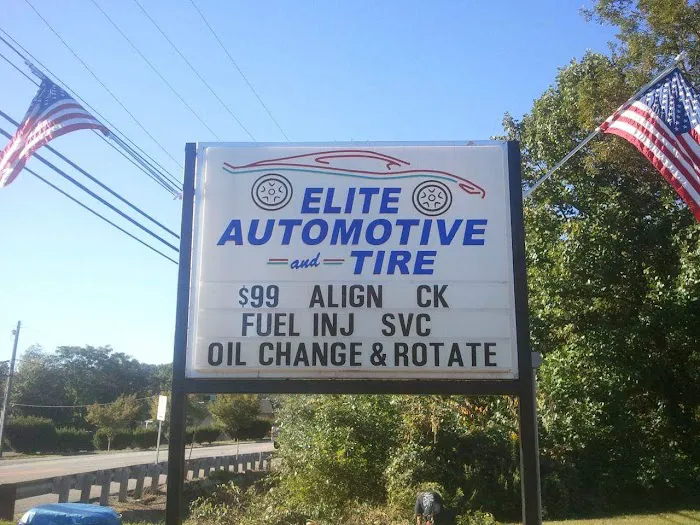 ELITE
AUTOMOTIVE
and
TIRE
$99 ALIGN CK
FUEL INJ SVC
OIL CHANGE & ROTATE